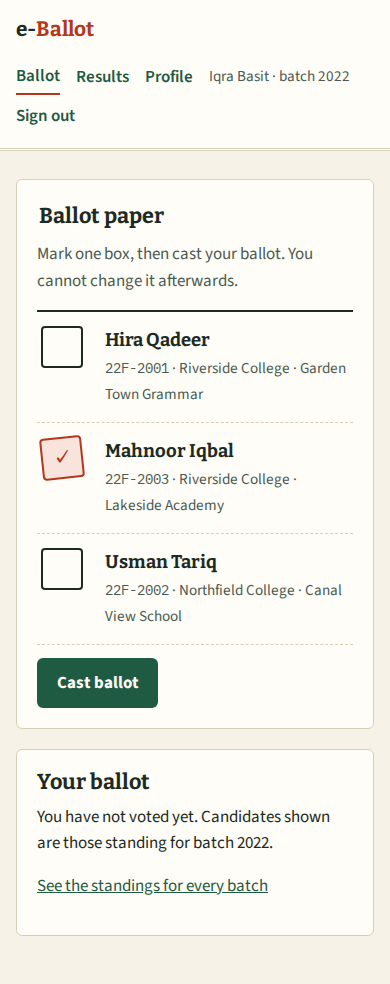 e-Ballot
Ballot Results Profile Iqra Basit · batch 2022
Sign out
Ballot paper
Mark one box, then cast your ballot. You
cannot change it afterwards.
Hira Qadeer
22F-2001 · Riverside College · Garden
Town Grammar
✓
Mahnoor Iqbal
22F-2003 · Riverside College ·
Lakeside Academy
Usman Tariq
22F-2002 · Northfield College · Canal
View School
Cast ballot
Your ballot
You have not voted yet. Candidates shown
are those standing for batch 2022.
See the standings for every batch